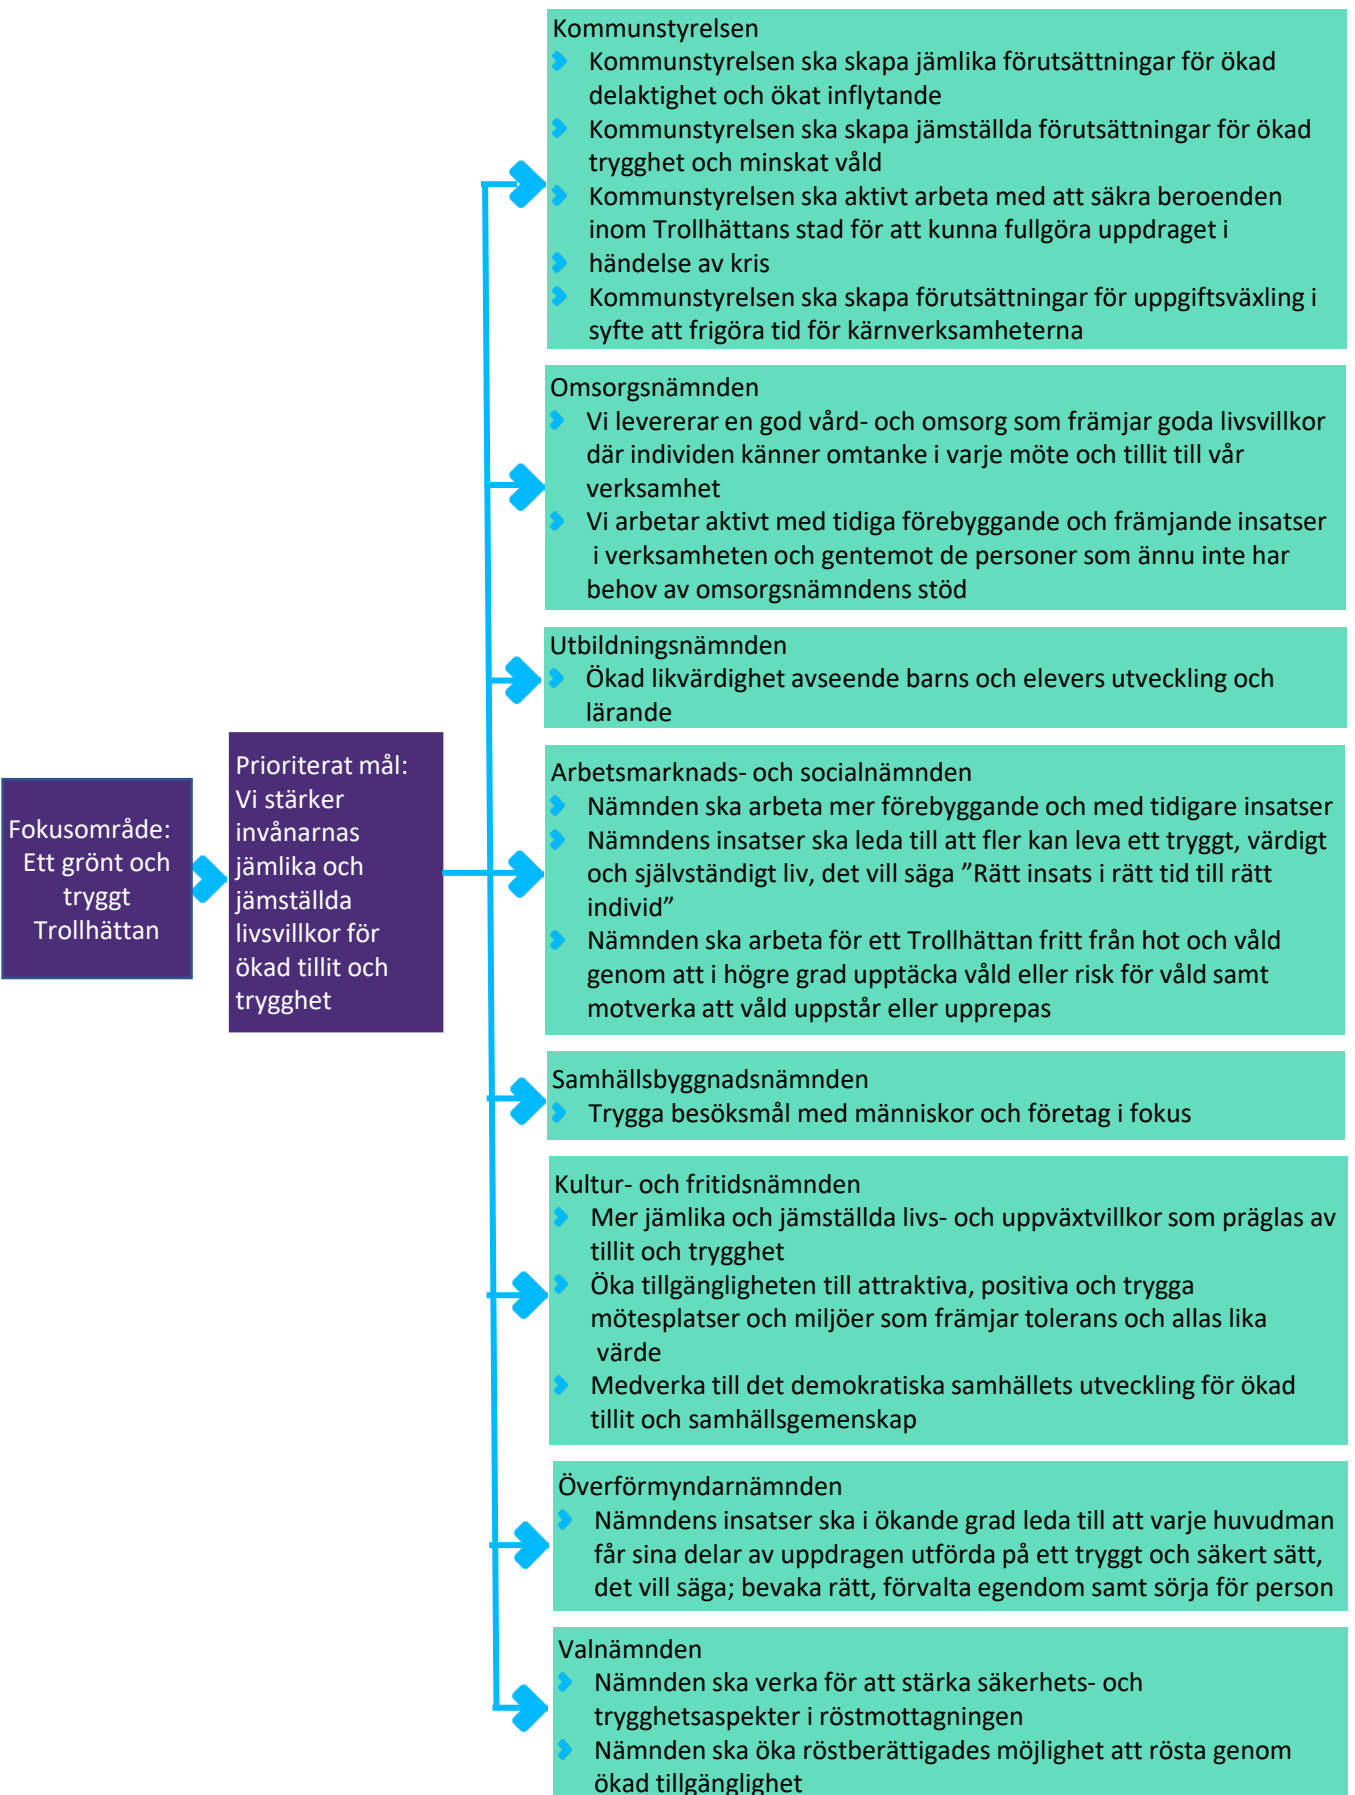 Fokusområde:
Ett grönt och
tryggt
Trollhättan
Prioriterat mål:
Vi stärker
invånarnas
jämlika och
jämställda
livsvillkor för
ökad tillit och
trygghet
Kommunstyrelsen
Kommunstyrelsen ska skapa jämlika förutsättningar för ökad
delaktighet och ökat inflytande
Kommunstyrelsen ska skapa jämställda förutsättningar för ökad
trygghet och minskat våld
Kommunstyrelsen ska aktivt arbeta med att säkra beroenden
inom Trollhättans stad för att kunna fullgöra uppdraget i
händelse av kris
Kommunstyrelsen ska skapa förutsättningar för uppgiftsväxling i
syfte att frigöra tid för kärnverksamheterna
Omsorgsnämnden
Vi levererar en god vård- och omsorg som främjar goda livsvillkor
där individen känner omtanke i varje möte och tillit till vår
verksamhet
Vi arbetar aktivt med tidiga förebyggande och främjande insatser
i verksamheten och gentemot de personer som ännu inte har
behov av omsorgsnämndens stöd
Utbildningsnämnden
Ökad likvärdighet avseende barns och elevers utveckling och
lärande
Arbetsmarknads- och socialnämnden
Nämnden ska arbeta mer förebyggande och med tidigare insatser
Nämndens insatser ska leda till att fler kan leva ett tryggt, värdigt
och självständigt liv, det vill säga ”Rätt insats i rätt tid till rätt
individ”
Nämnden ska arbeta för ett Trollhättan fritt från hot och våld
genom att i högre grad upptäcka våld eller risk för våld samt
motverka att våld uppstår eller upprepas
Samhällsbyggnadsnämnden
Trygga besöksmål med människor och företag i fokus
Kultur- och fritidsnämnden
Mer jämlika och jämställda livs- och uppväxtvillkor som präglas av
tillit och trygghet
Öka tillgängligheten till attraktiva, positiva och trygga
mötesplatser och miljöer som främjar tolerans och allas lika
värde
Medverka till det demokratiska samhällets utveckling för ökad
tillit och samhällsgemenskap
Överförmyndarnämnden
Nämndens insatser ska i ökande grad leda till att varje huvudman
får sina delar av uppdragen utförda på ett tryggt och säkert sätt,
det vill säga; bevaka rätt, förvalta egendom samt sörja för person
Valnämnden
Nämnden ska verka för att stärka säkerhets- och
trygghetsaspekter i röstmottagningen
Nämnden ska öka röstberättigades möjlighet att rösta genom
ökad tillgänglighet